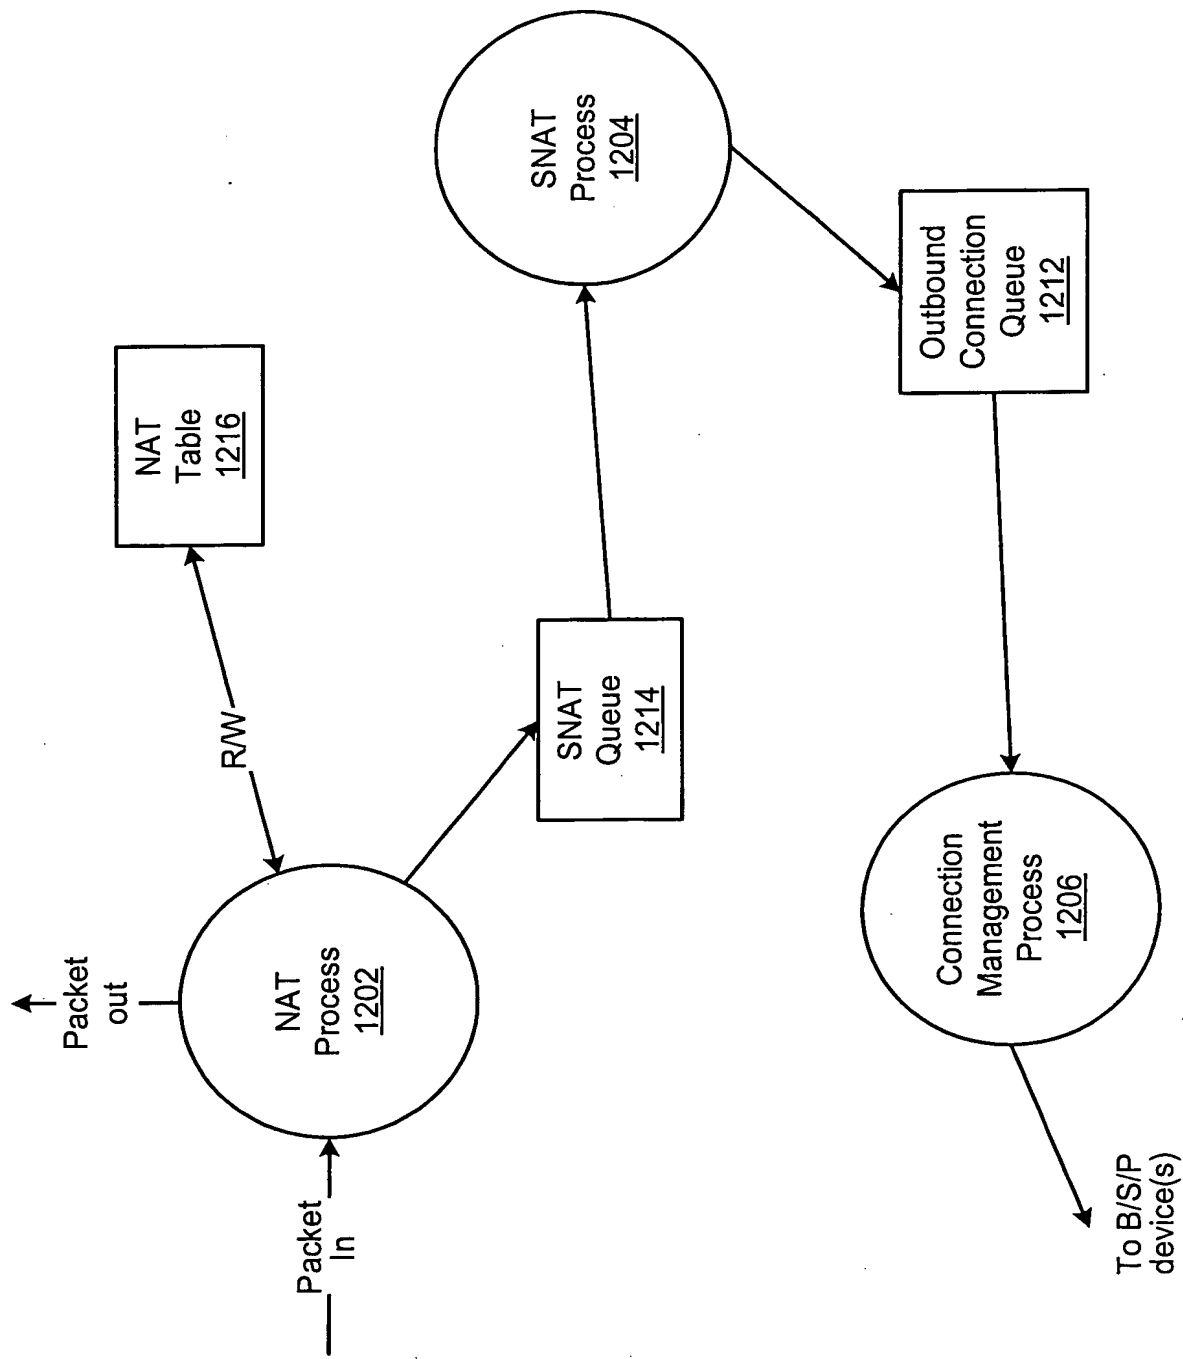 Packet
In
NAT
Process
1202
Packet
out
R/W
NAT
Table
1216
SNAT
Queue
1214
SNAT
Process
1204
Outbound
Connection
Queue
1212
Connection
Management
Process
1206
To B/S/P
device(s)